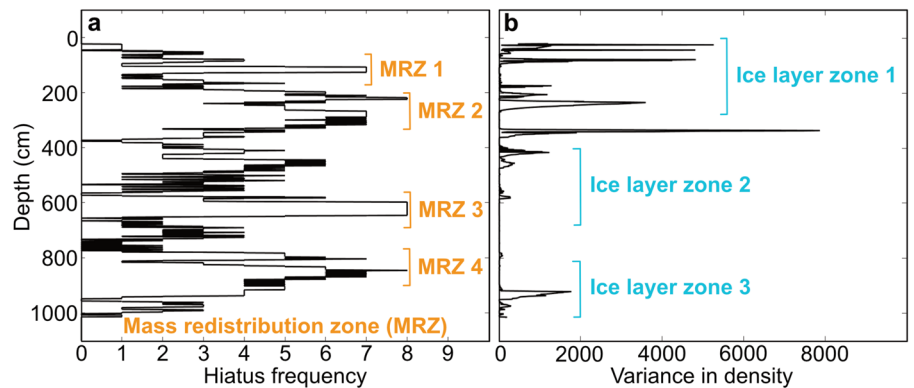 a
b
0
200
400
600
800
1000
Depth (cm)
MRZ 1
MRZ 2
MRZ 3
MRZ 4
Mass redistribution zone (MRZ)
0 1 2 3 4 5 6 7 8 9
Hiatus frequency
Ice layer zone 1
Ice layer zone 2
Ice layer zone 3
0 2000 4000 6000 8000
Variance in density